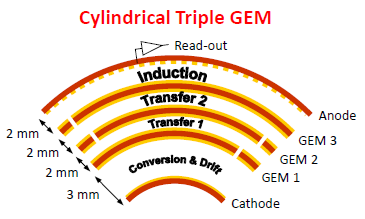 Cylindrical Triple GEM
Read-out
Induction
Transfer 2
Transfer 1
Conversion & Drift
Anode
GEM 3
GEM 2
GEM 1
Cathode
2 mm
2 mm
2 mm
3 mm